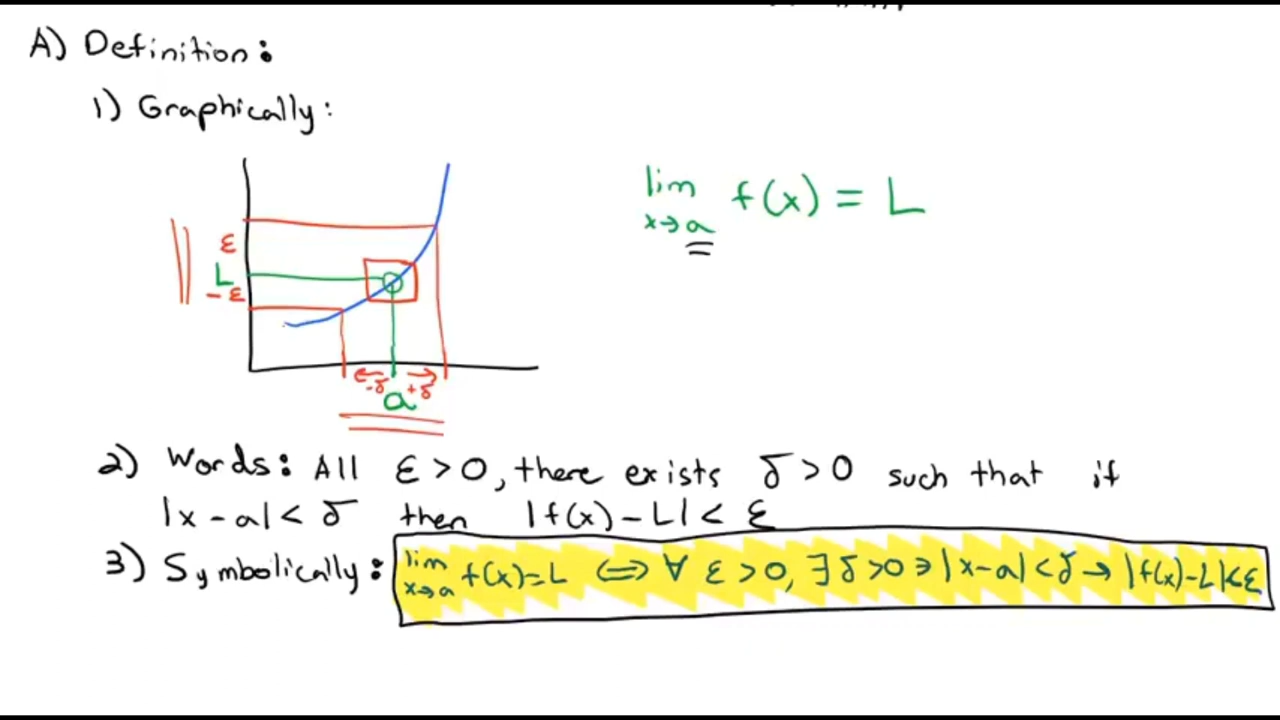 A) Definition:
1) Graphically:
lim f(x) = L
x→a
ε
L
-ε
-δ +δ
a
2) Words: All ε > 0, there exists δ > 0 such that if
|x - a| < δ then |f(x) - L| < ε
3) Symbolically: lim f(x)=L ⟺ ∀ ε > 0, ∃ δ > 0 ∋ |x - a| < δ → |f(x) - L| < ε
x→a